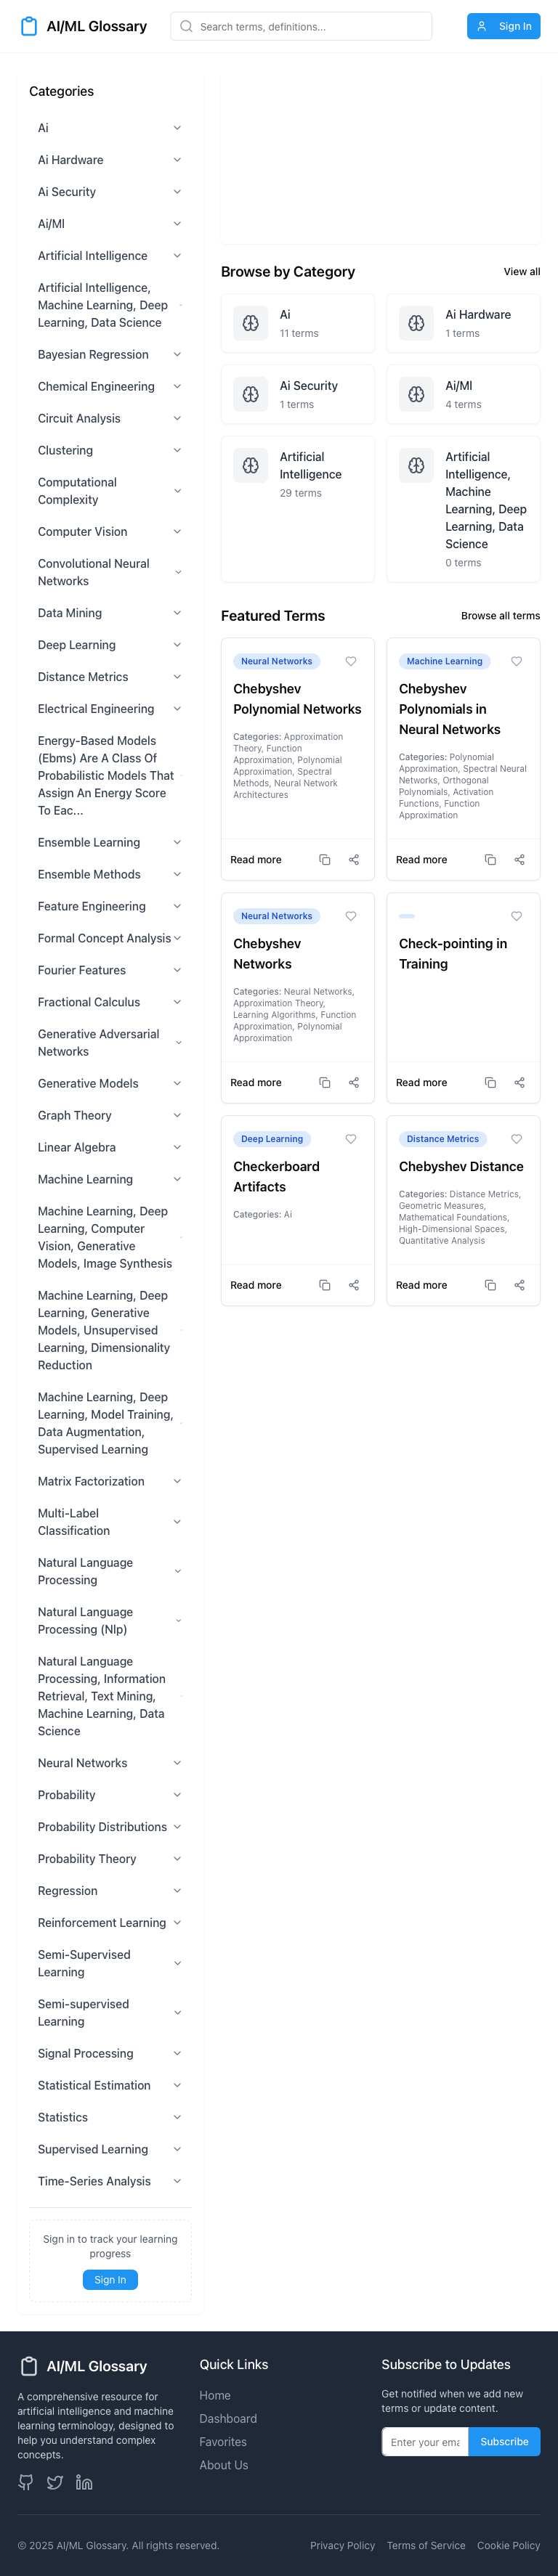 AI/ML Glossary
Search terms, definitions...
Sign In
Categories
Ai
Ai Hardware
Ai Security
Ai/Ml
Artificial Intelligence
Artificial Intelligence,
Machine Learning, Deep
Learning, Data Science
Bayesian Regression
Chemical Engineering
Circuit Analysis
Clustering
Computational
Complexity
Computer Vision
Convolutional Neural
Networks
Data Mining
Deep Learning
Distance Metrics
Electrical Engineering
Energy-Based Models
(Ebms) Are A Class Of
Probabilistic Models That
Assign An Energy Score
To Eac...
Ensemble Learning
Ensemble Methods
Feature Engineering
Formal Concept Analysis
Fourier Features
Fractional Calculus
Generative Adversarial
Networks
Generative Models
Graph Theory
Linear Algebra
Machine Learning
Machine Learning, Deep
Learning, Computer
Vision, Generative
Models, Image Synthesis
Machine Learning, Deep
Learning, Generative
Models, Unsupervised
Learning, Dimensionality
Reduction
Machine Learning, Deep
Learning, Model Training,
Data Augmentation,
Supervised Learning
Matrix Factorization
Multi-Label
Classification
Natural Language
Processing
Natural Language
Processing (Nlp)
Natural Language
Processing, Information
Retrieval, Text Mining,
Machine Learning, Data
Science
Neural Networks
Probability
Probability Distributions
Probability Theory
Regression
Reinforcement Learning
Semi-Supervised
Learning
Semi-supervised
Learning
Signal Processing
Statistical Estimation
Statistics
Supervised Learning
Time-Series Analysis
Sign in to track your learning
progress
Sign In
Browse by Category
View all
Ai
11 terms
Ai Hardware
1 terms
Ai Security
1 terms
Ai/Ml
4 terms
Artificial
Intelligence
29 terms
Artificial
Intelligence,
Machine
Learning, Deep
Learning, Data
Science
0 terms
Featured Terms
Browse all terms
Neural Networks
Chebyshev
Polynomial Networks
Categories: Approximation
Theory, Function
Approximation, Polynomial
Approximation, Spectral
Methods, Neural Network
Architectures
Read more
Machine Learning
Chebyshev
Polynomials in
Neural Networks
Categories: Polynomial
Approximation, Spectral Neural
Networks, Orthogonal
Polynomials, Activation
Functions, Function
Approximation
Read more
Neural Networks
Chebyshev
Networks
Categories: Neural Networks,
Approximation Theory,
Learning Algorithms, Function
Approximation, Polynomial
Approximation
Read more
Check-pointing in
Training
Read more
Deep Learning
Checkerboard
Artifacts
Categories: Ai
Read more
Distance Metrics
Chebyshev Distance
Categories: Distance Metrics,
Geometric Measures,
Mathematical Foundations,
High-Dimensional Spaces,
Quantitative Analysis
Read more
AI/ML Glossary
A comprehensive resource for
artificial intelligence and machine
learning terminology, designed to
help you understand complex
concepts.
Quick Links
Home
Dashboard
Favorites
About Us
Subscribe to Updates
Get notified when we add new
terms or update content.
Enter your ema
Subscribe
© 2025 AI/ML Glossary. All rights reserved.
Privacy Policy
Terms of Service
Cookie Policy